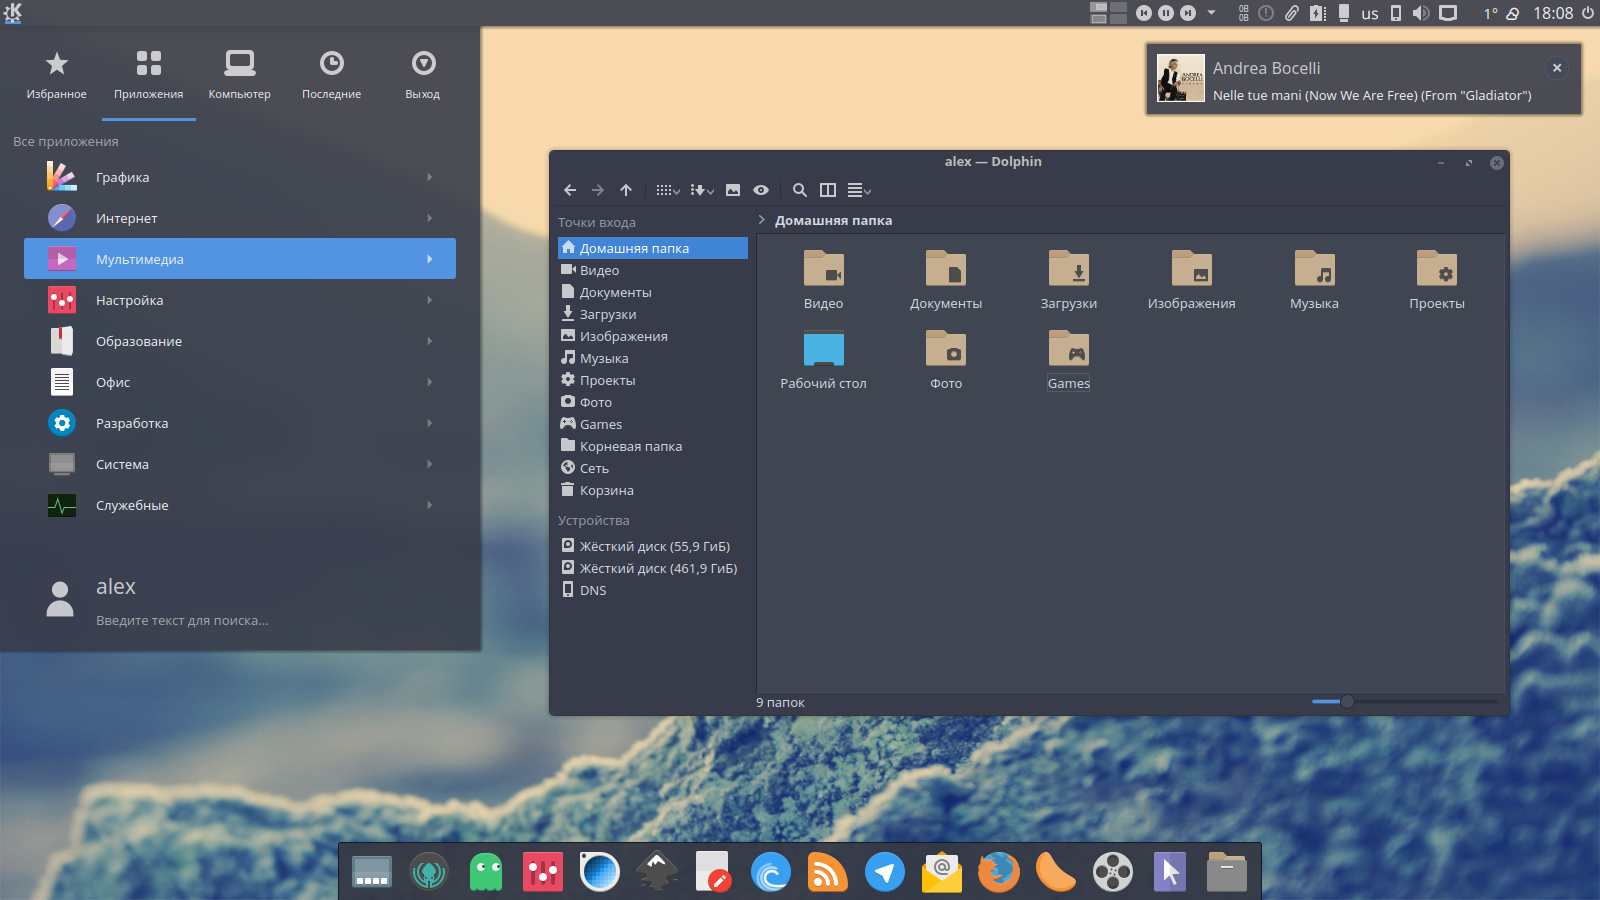 0B
0B
us
1°
18:08
Избранное
Приложения
Компьютер
Последние
Выход
Все приложения
Графика
Интернет
Мультимедиа
Настройка
Образование
Офис
Разработка
Система
Служебные
alex
Введите текст для поиска...
ANDREA
BOCELLI
Andrea Bocelli
Nelle tue mani (Now We Are Free) (From "Gladiator")
alex — Dolphin
Точки входа
Домашняя папка
Видео
Документы
Загрузки
Изображения
Музыка
Проекты
Фото
Games
Корневая папка
Сеть
Корзина
Устройства
Жёсткий диск (55,9 ГиБ)
Жёсткий диск (461,9 ГиБ)
DNS
Домашняя папка
Видео
Документы
Загрузки
Изображения
Музыка
Проекты
Рабочий стол
Фото
Games
9 папок